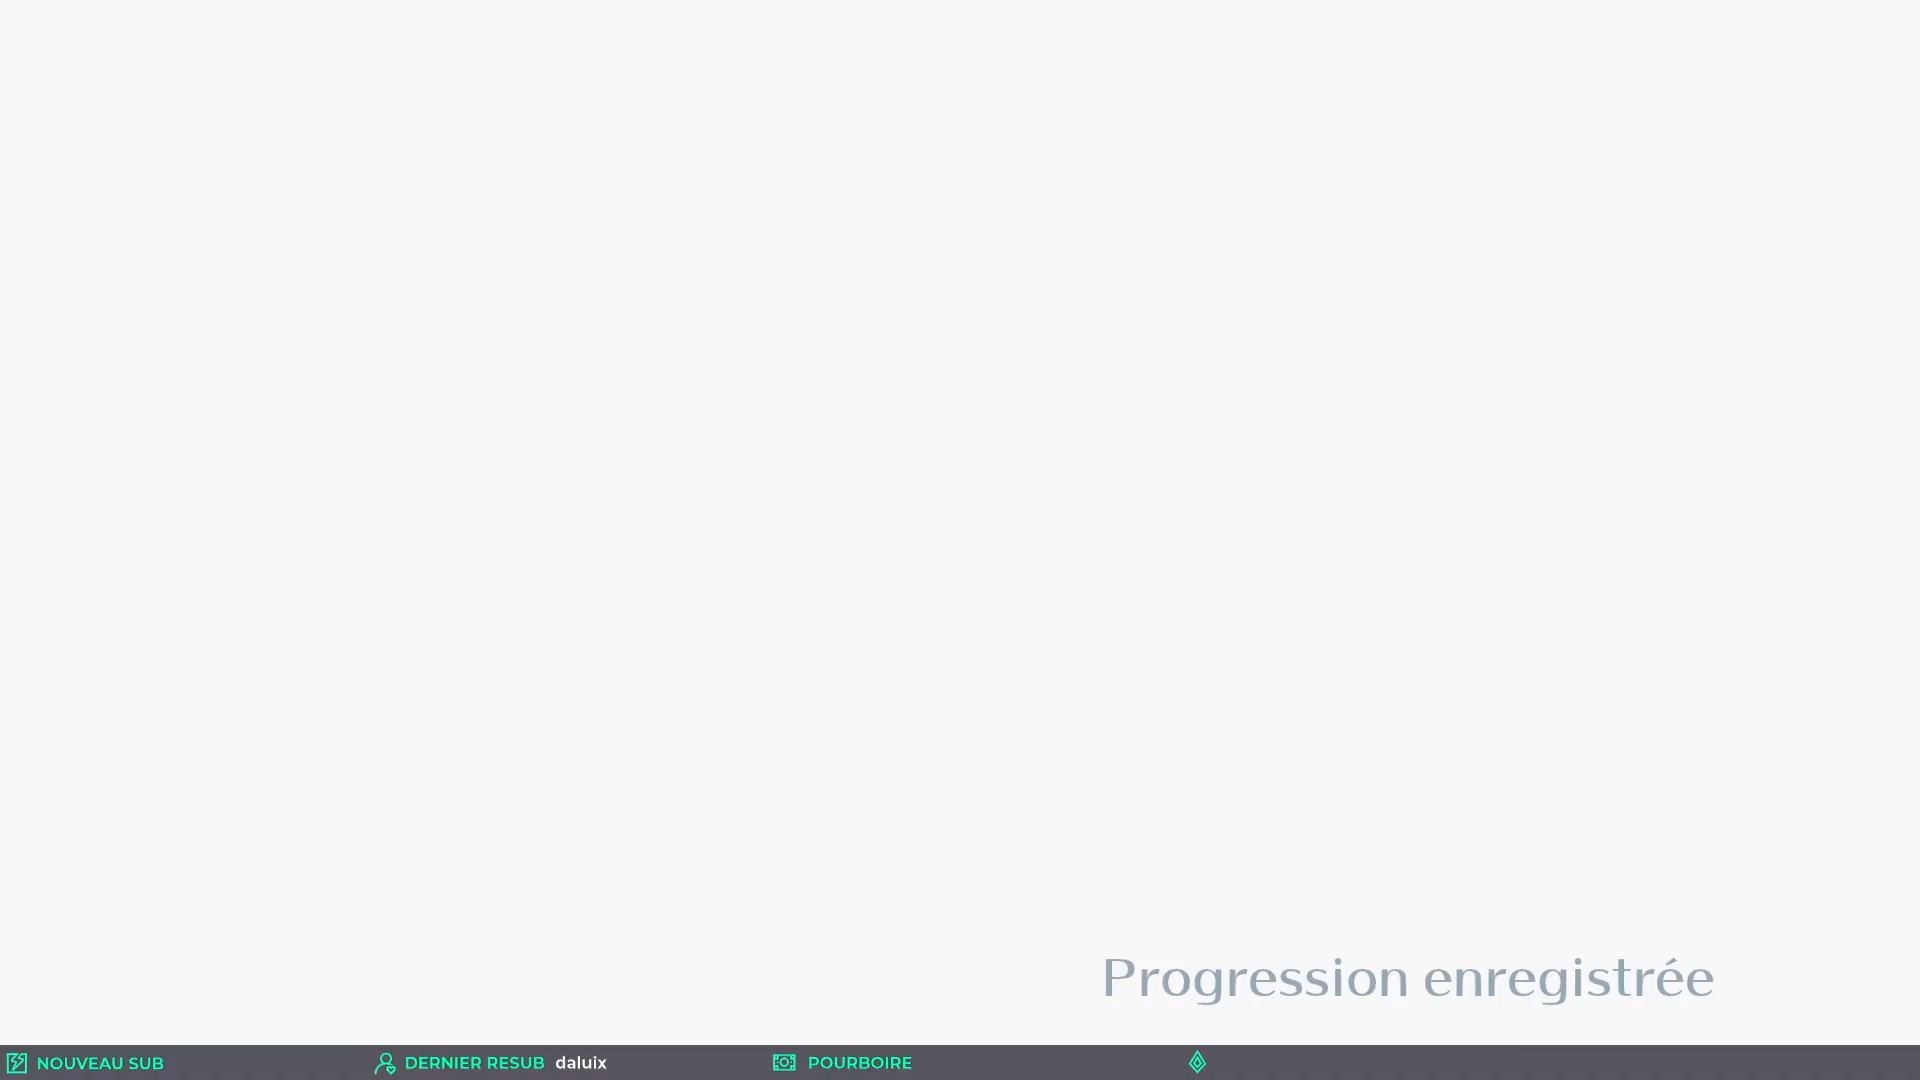 Progression enregistrée
NOUVEAU SUB
DERNIER RESUB daluix
POURBOIRE